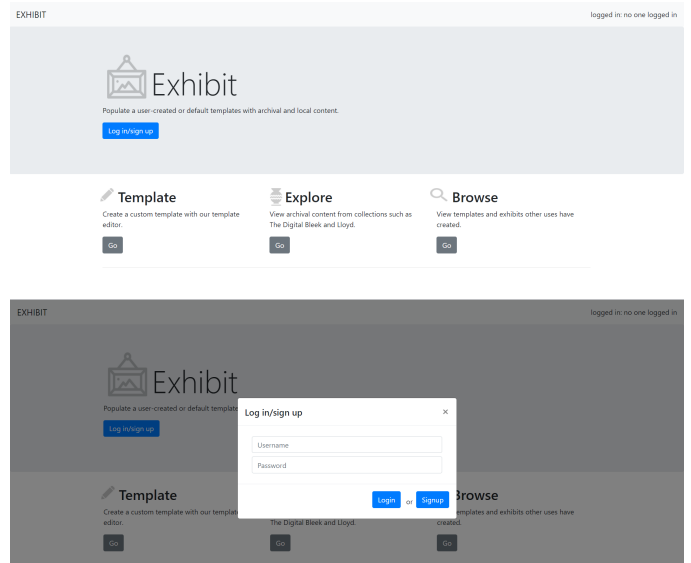 EXHIBIT
logged in: no one logged in
Exhibit
Populate a user-created or default templates with archival and local content.
Log in/sign up
Template
Create a custom template with our template
editor.
Go
Explore
View archival content from collections such as
The Digital Bleek and Lloyd.
Go
Browse
View templates and exhibits other uses have
created.
Go
EXHIBIT
logged in: no one logged in
Exhibit
Populate a user-created or default template
Log in/sign up
Log in/sign up
×
Username
Password
Login or Signup
Template
Create a custom template with our templat
editor.
Go
The Digital Bleek and Lloyd.
Go
Browse
templates and exhibits other uses have
created.
Go